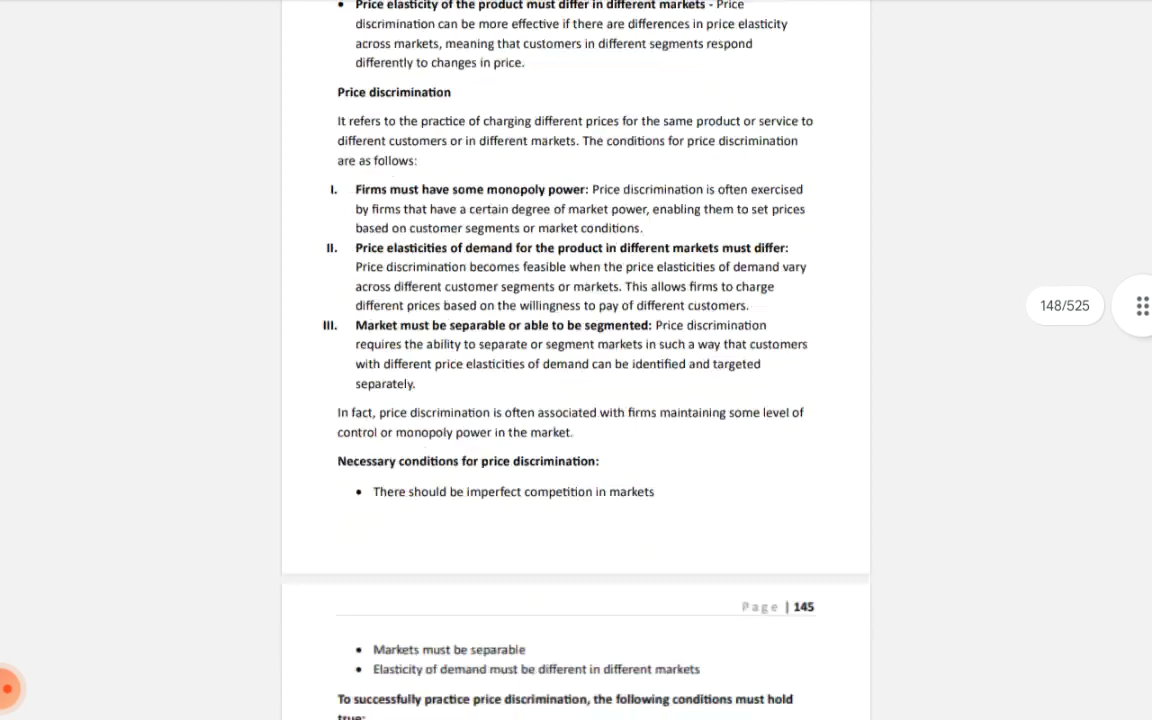 • Price elasticity of the product must differ in different markets - Price
discrimination can be more effective if there are differences in price elasticity
across markets, meaning that customers in different segments respond
differently to changes in price.
Price discrimination
It refers to the practice of charging different prices for the same product or service to
different customers or in different markets. The conditions for price discrimination
are as follows:
I. Firms must have some monopoly power: Price discrimination is often exercised
by firms that have a certain degree of market power, enabling them to set prices
based on customer segments or market conditions.
II. Price elasticities of demand for the product in different markets must differ:
Price discrimination becomes feasible when the price elasticities of demand vary
across different customer segments or markets. This allows firms to charge
different prices based on the willingness to pay of different customers.
III. Market must be separable or able to be segmented: Price discrimination
requires the ability to separate or segment markets in such a way that customers
with different price elasticities of demand can be identified and targeted
separately.
In fact, price discrimination is often associated with firms maintaining some level of
control or monopoly power in the market.
Necessary conditions for price discrimination:
• There should be imperfect competition in markets
148/525
Page | 145
• Markets must be separable
• Elasticity of demand must be different in different markets
To successfully practice price discrimination, the following conditions must hold
true: